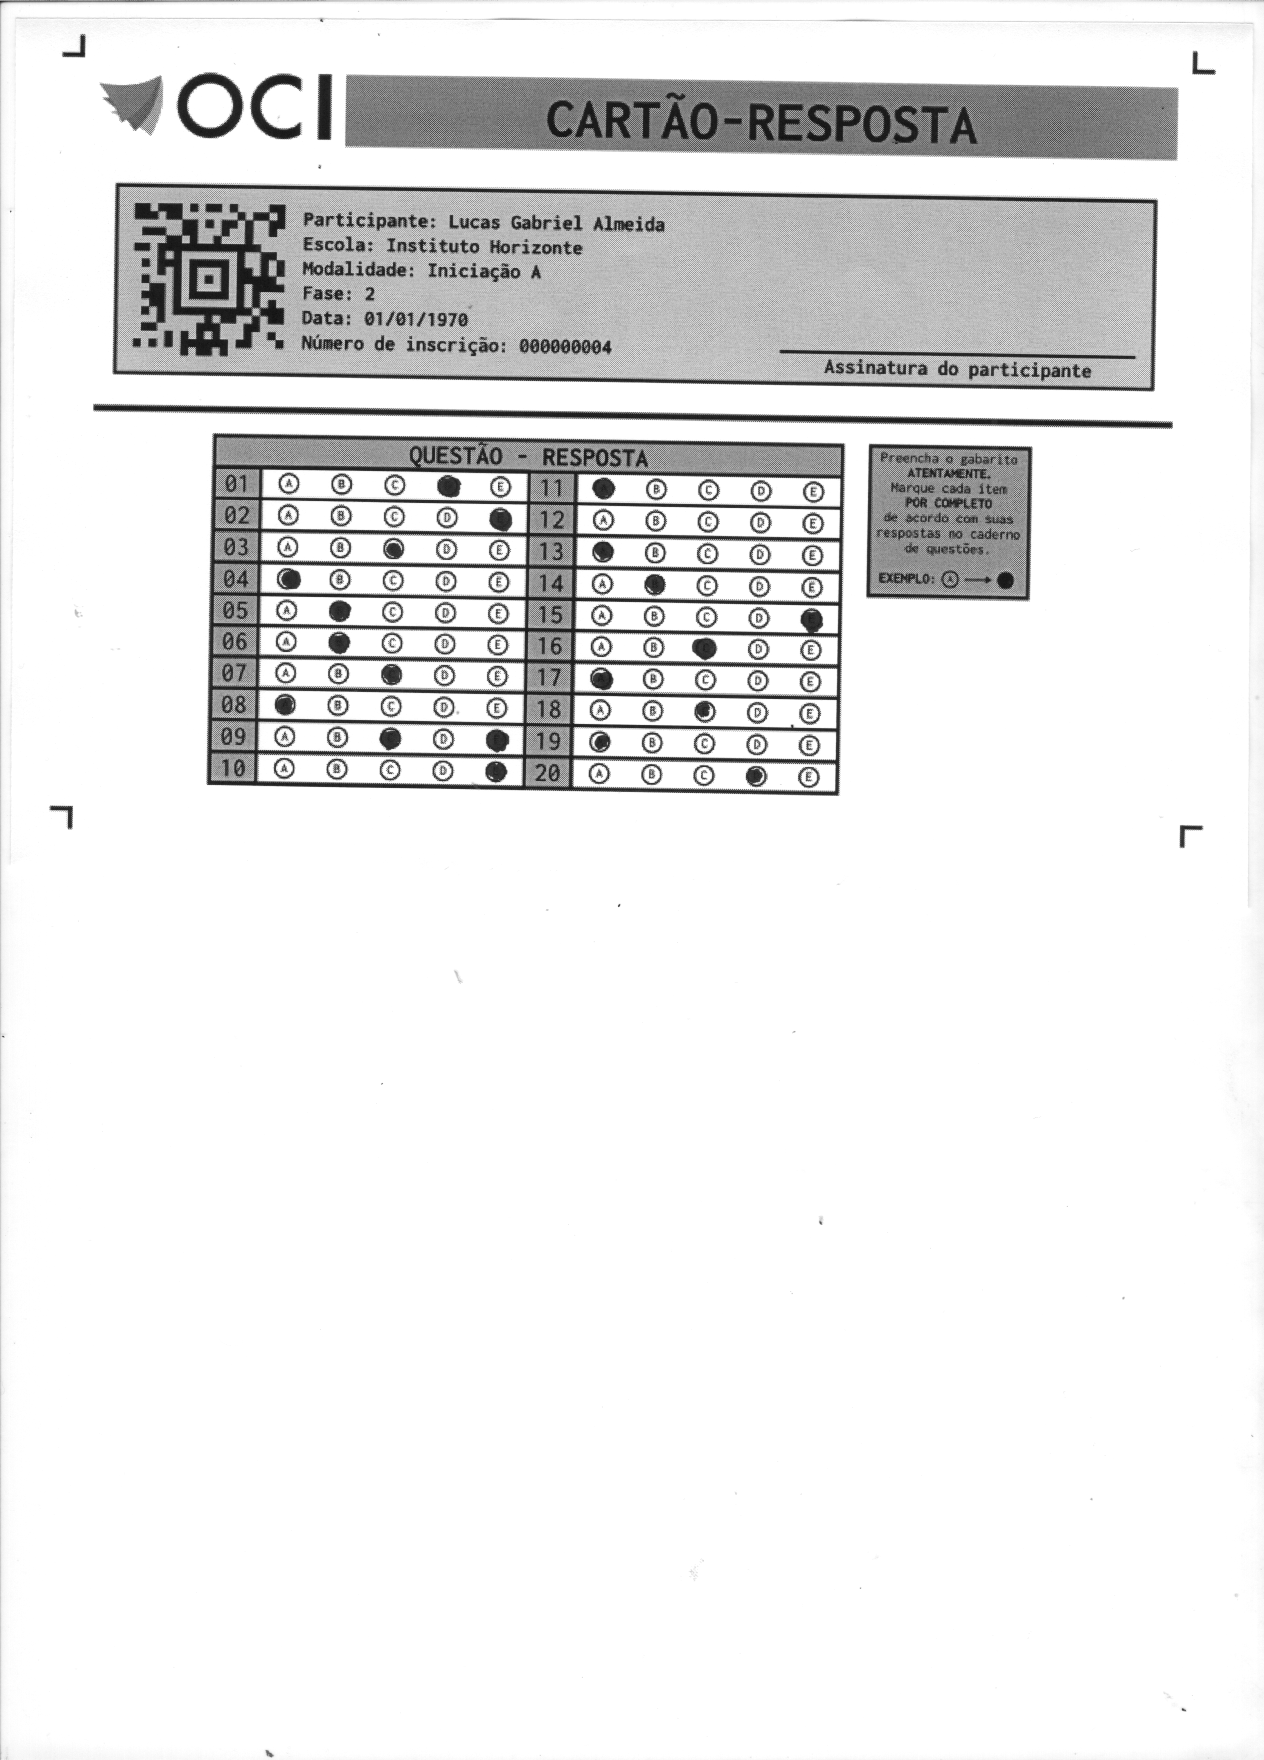 OCI
CARTÃO-RESPOSTA
Participante: Lucas Gabriel Almeida
Escola: Instituto Horizonte
Modalidade: Iniciação A
Fase: 2
Data: 01/01/1970
Número de inscrição: 000000004
Assinatura do participante
QUESTÃO - RESPOSTA
01 A B C E 11 B C D E
02 A B C D 12 A B C D E
03 A B D E 13 B C D E
04 B C D E 14 A C D E
05 A C D E 15 A B C D
06 A C D E 16 A B D E
07 A B D E 17 B C D E
08 B C D E 18 A B D E
09 A B D 19 B C D E
10 A B C D 20 A B C E
Preencha o gabarito
ATENTAMENTE.
Marque cada item
POR COMPLETO
de acordo com suas
respostas no caderno
de questões.
EXEMPLO: A